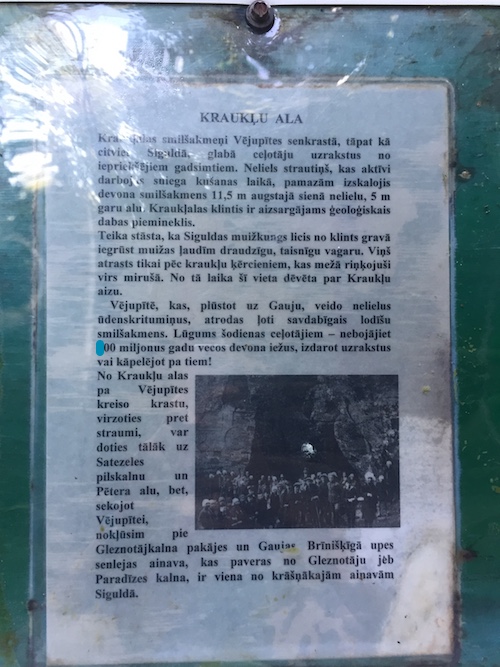 KRAUKĻU ALA
smilšakmeņi Vējupītes senkrastā, tāpat kā
citviet Siguldā, glabā ceļotāju uzrakstus no
iepriekšējiem gadsimtiem. Neliels strautiņš, kas aktīvi
darbojas sniega kušanas laikā, pamazām izskalojis
devona smilšakmens 11,5 m augstajā sienā nelielu, 5 m
garu alu. Kraukļalas klintis ir aizsargājams ģeoloģiskais
dabas piemineklis.
Teika stāsta, ka Siguldas muižkungs licis no klints gravā
iegrūst muižas ļaudīm draudzīgu, taisnīgu vagaru. Viņš
atrasts tikai pēc kraukļu ķērcieniem, kas mežā riņķojuši
virs mirušā. No tā laika šī vieta dēvēta par Kraukļu
aizu.
Vējupītē, kas, plūstot uz Gauju, veido nelielus
ūdenskritumiņus, atrodas ļoti savdabīgais lodīšu
smilšakmens. Lūgums šodienas ceļotājiem – nebojājiet
00 miljonus gadu vecos devona iežus, izdarot uzrakstus
vai kāpelējot pa tiem!
No Kraukļu alas
pa Vējupītes
kreiso krastu,
virzoties pret
straumi, var
doties tālāk uz
Satezeles
pilskalnu un
Pētera alu, bet,
sekojot
Vējupītei,
nokļūsim pie
Gleznotājkalna pakājes un Gaujas Brīnišķīgā upes
senlejas ainava, kas paveras no Gleznotāju jeb
Paradīzes kalna, ir viena no krāšņākajām ainavām
Siguldā.